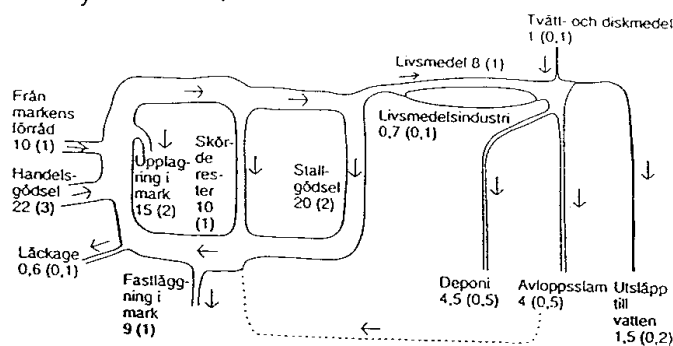 Tvätt- och diskmedel
1 (0,1)
Livsmedel 8 (1)
Från
markens
förråd
10 (1)
Handels-
gödsel
22 (3)
Läckage
0,6 (0,1)
Upplag-
ring i
mark
15 (2)
Skör-
de
res-
ter
10
(1)
Stall-
gödsel
20 (2)
Livsmedelsindustri
0,7 (0,1)
Fastlägg-
ning i
mark
9 (1)
Deponi
4,5 (0,5)
Avloppsslam
4 (0,5)
Utsläpp
till
vatten
1,5 (0,2)